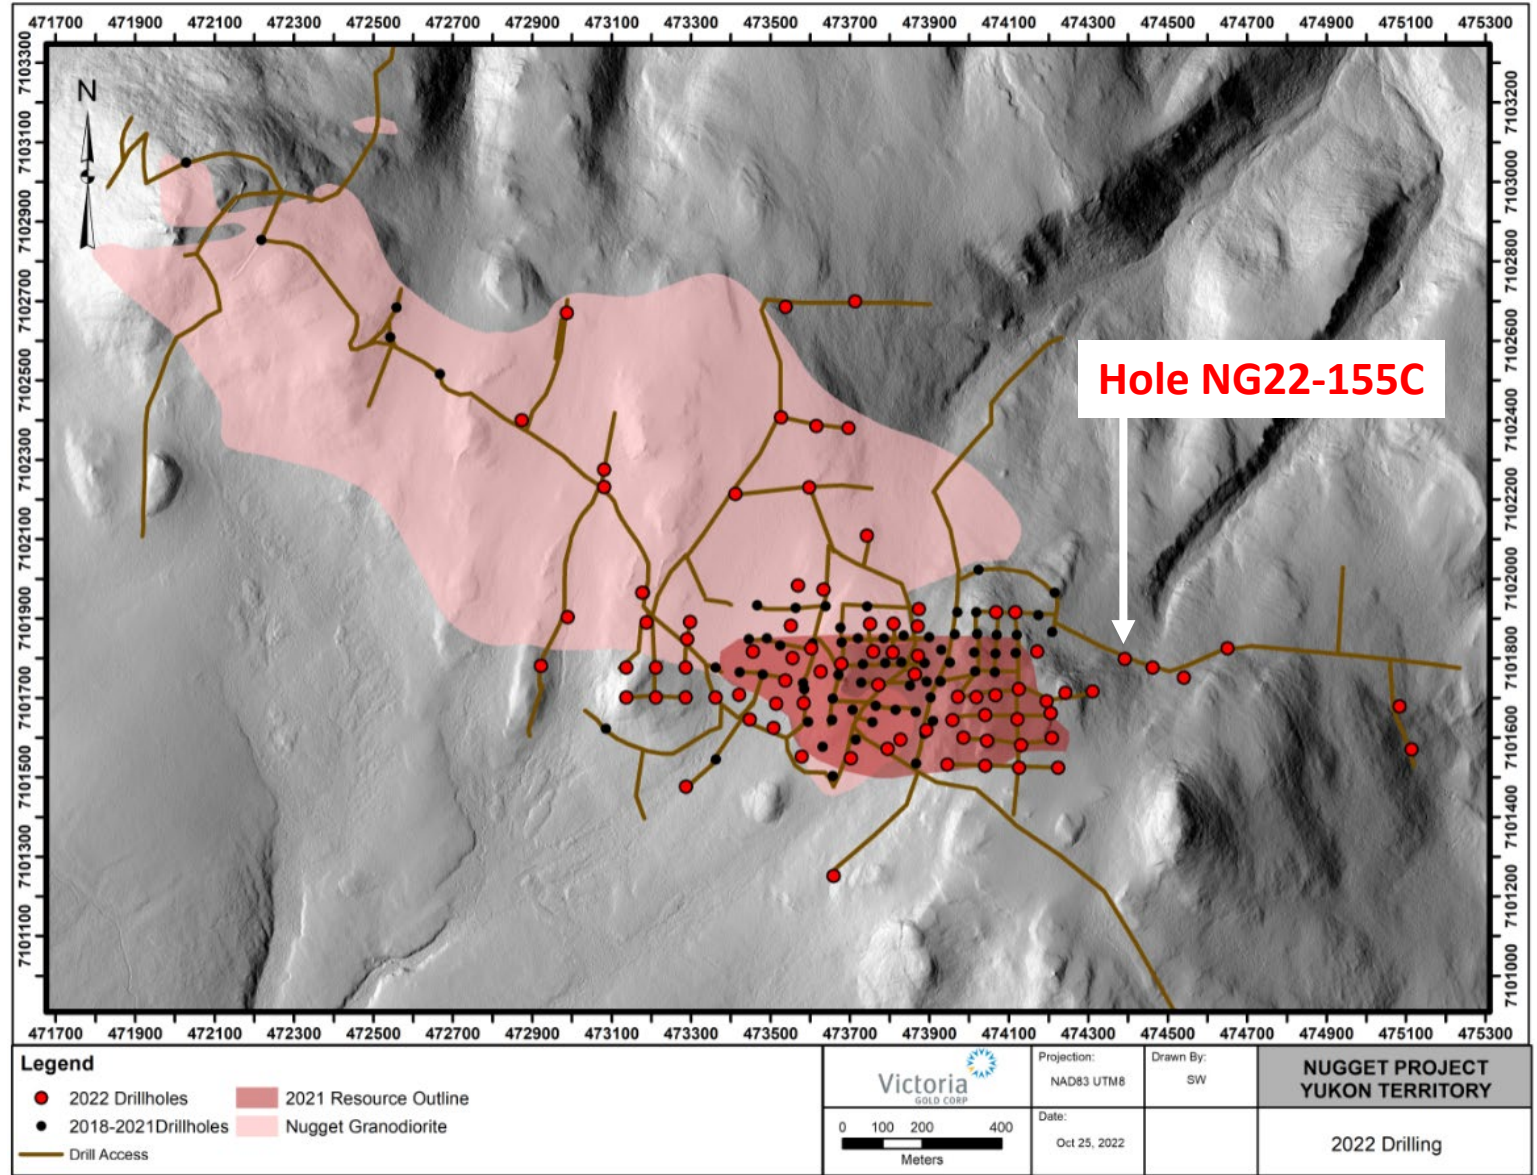 471700 471900 472100 472300 472500 472700 472900 473100 473300 473500 473700 473900 474100 474300 474500 474700 474900 475100 475300
7103300
7103100
7102900
7102700
7102500
7102300
7102100
7101900
7101700
7101500
7101300
7101100
N
Hole NG22-155C
7103200
7103000
7102800
7102600
7102400
7102200
7102000
7101800
7101600
7101400
7101200
7101000
471700 471900 472100 472300 472500 472700 472900 473100 473300 473500 473700 473900 474100 474300 474500 474700 474900 475100 475300
Legend
2022 Drillholes
2018-2021Drillholes
Drill Access
2021 Resource Outline
Nugget Granodiorite
Victoria
GOLD CORP
0 100 200 400
Meters
Projection:
NAD83 UTM8
Drawn By:
SW
Date:
Oct 25, 2022
NUGGET PROJECT
YUKON TERRITORY
2022 Drilling